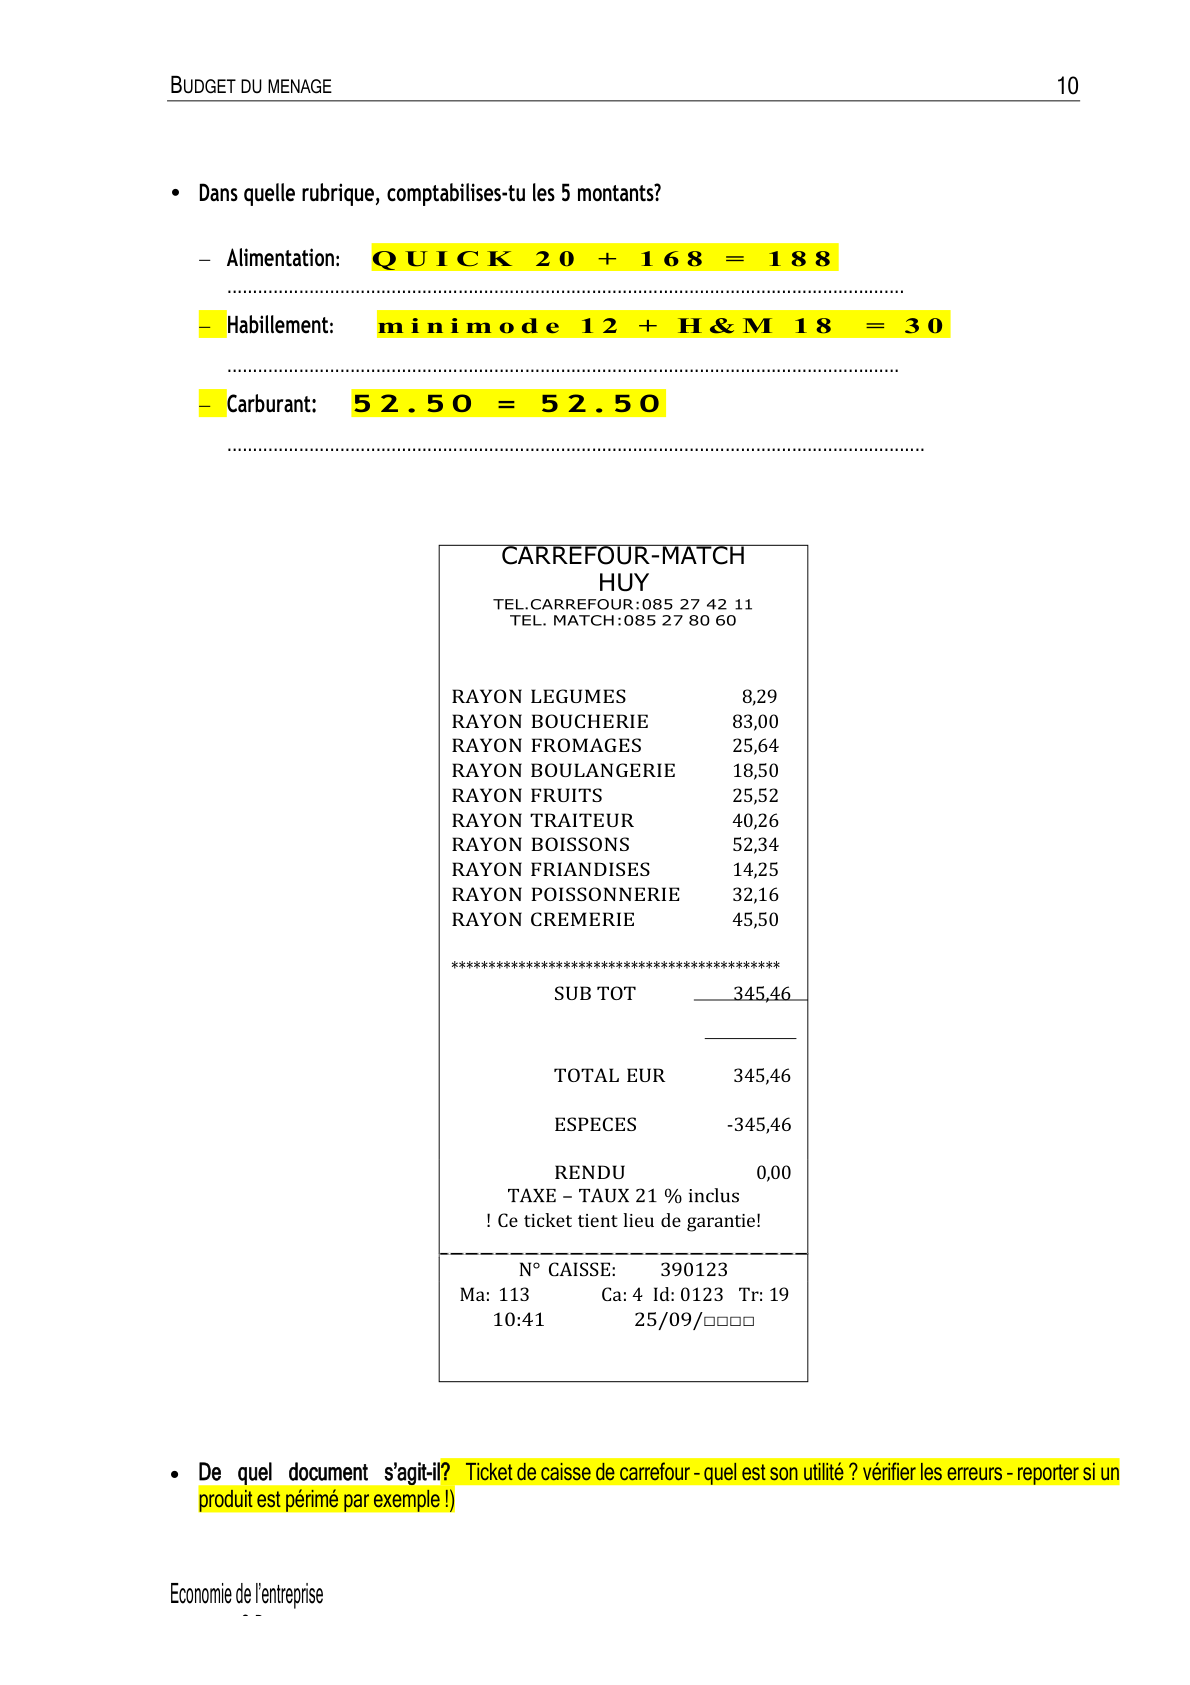 BUDGET DU MENAGE 10
• Dans quelle rubrique, comptabilises-tu les 5 montants?
– Alimentation: QUICK 20 + 168 = 188
– Habillement: minimode 12 + H&M 18 = 30
– Carburant: 52.50 = 52.50
CARREFOUR-MATCH
HUY
TEL.CARREFOUR:085 27 42 11
TEL. MATCH:085 27 80 60
RAYON LEGUMES 8,29
RAYON BOUCHERIE 83,00
RAYON FROMAGES 25,64
RAYON BOULANGERIE 18,50
RAYON FRUITS 25,52
RAYON TRAITEUR 40,26
RAYON BOISSONS 52,34
RAYON FRIANDISES 14,25
RAYON POISSONNERIE 32,16
RAYON CREMERIE 45,50
********************************************
SUB TOT 345,46
TOTAL EUR 345,46
ESPECES -345,46
RENDU 0,00
TAXE – TAUX 21 % inclus
! Ce ticket tient lieu de garantie!
N° CAISSE: 390123
Ma: 113 Ca: 4 Id: 0123 Tr: 19
10:41 25/09/□□□□
• De quel document s’agit-il? Ticket de caisse de carrefour - quel est son utilité ? vérifier les erreurs - reporter si un
produit est périmé par exemple !)
Economie de l’entreprise